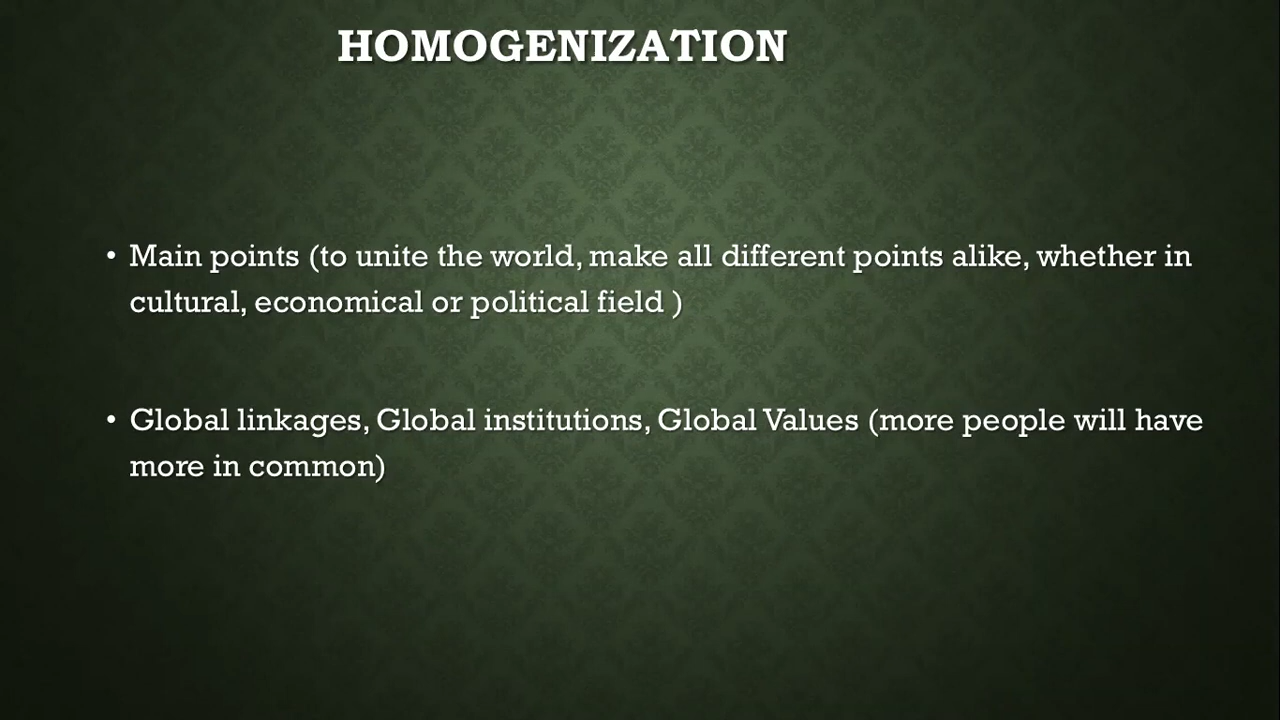 HOMOGENIZATION
• Main points (to unite the world, make all different points alike, whether in
cultural, economical or political field )
• Global linkages, Global institutions, Global Values (more people will have
more in common)